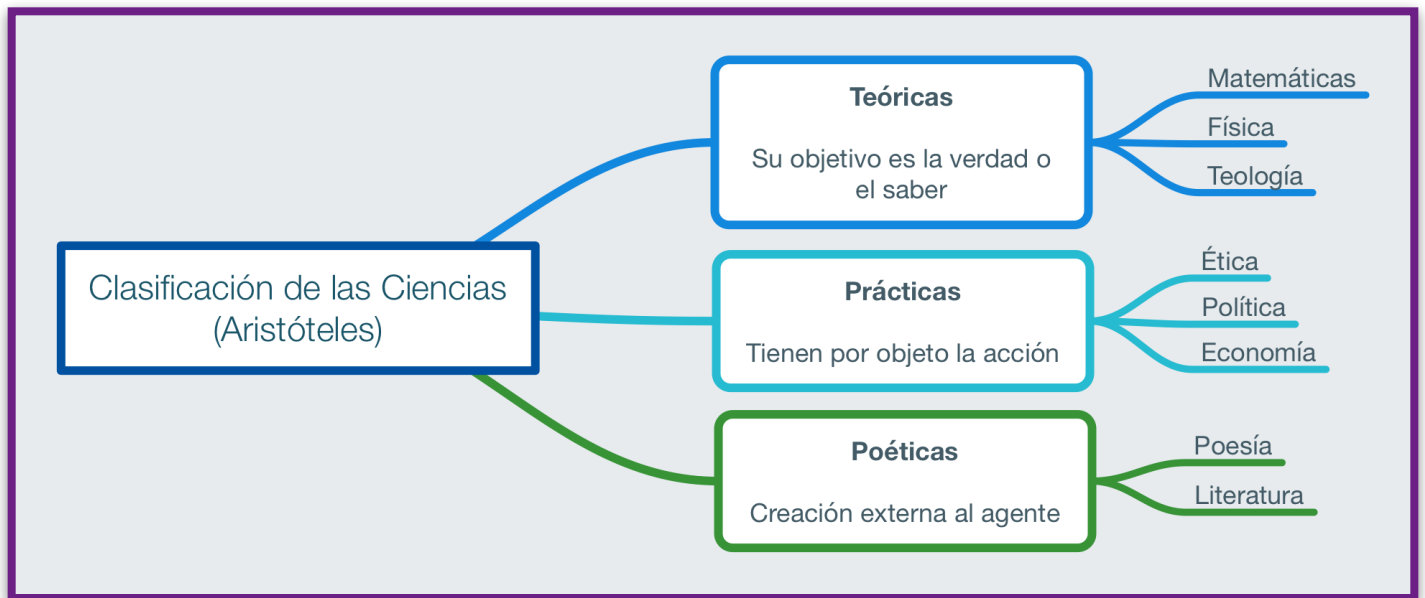 Clasificación de las Ciencias
(Aristóteles)
Teóricas
Su objetivo es la verdad o
el saber
Matemáticas
Física
Teología
Prácticas
Tienen por objeto la acción
Ética
Política
Economía
Poéticas
Creación externa al agente
Poesía
Literatura